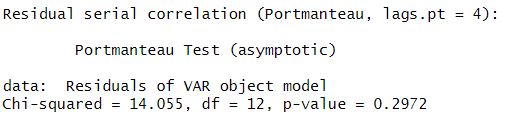 Residual serial correlation (Portmanteau, lags.pt = 4):
Portmanteau Test (asymptotic)
data:  Residuals of VAR object model
Chi-squared = 14.055, df = 12, p-value = 0.2972